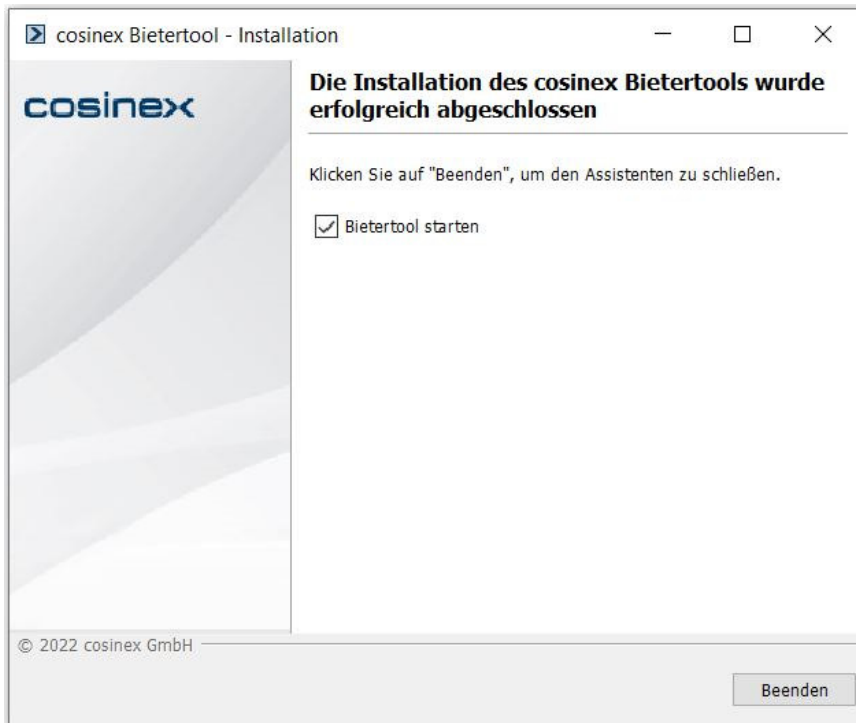 cosinex Bietertool - Installation
cosinex
Die Installation des cosinex Bietertools wurde
erfolgreich abgeschlossen
Klicken Sie auf "Beenden", um den Assistenten zu schließen.
Bietertool starten
© 2022 cosinex GmbH
Beenden